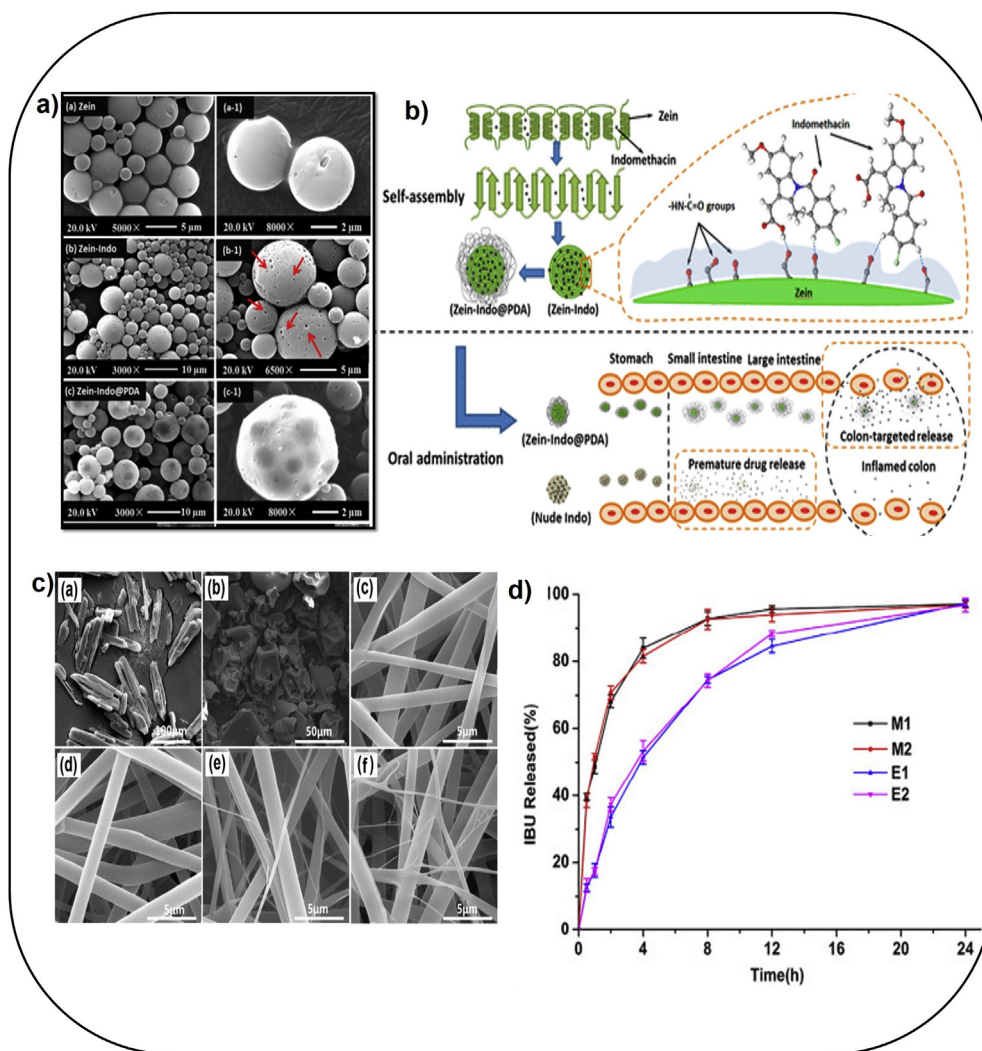 a)
(a) Zein
(a-1)
20.0 kV 5000× 5 μm
20.0 kV 8000× 2 μm
(b) Zein-Indo
(b-1)
20.0 kV 3000× 10 μm
20.0 kV 6500× 5 μm
(c) Zein-Indo@PDA
(c-1)
20.0 kV 3000× 10 μm
20.0 kV 8000× 2 μm
b)
Zein
Indomethacin
Self-assembly
(Zein-Indo@PDA)
(Zein-Indo)
Indomethacin
-HN-C=O groups
Zein
Oral administration
Stomach
Small intestine
Large intestine
(Zein-Indo@PDA)
Colon-targeted release
Premature drug release
Inflamed colon
(Nude Indo)
c)
(a)
100μm
(b)
50μm
(c)
5μm
(d)
5μm
(e)
5μm
(f)
5μm
d)
100
80
60
40
20
0
IBU Released(%)
M1
M2
E1
E2
0 4 8 12 16 20 24
Time(h)